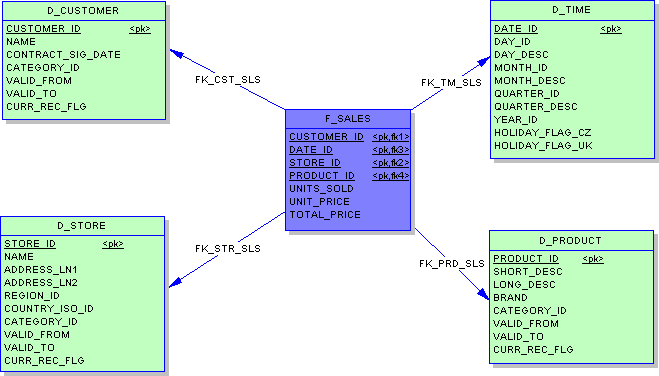 D_CUSTOMER
CUSTOMER_ID <pk>
NAME
CONTRACT_SIG_DATE
CATEGORY_ID
VALID_FROM
VALID_TO
CURR_REC_FLG
D_TIME
DATE_ID <pk>
DAY_ID
DAY_DESC
MONTH_ID
MONTH_DESC
QUARTER_ID
QUARTER_DESC
YEAR_ID
HOLIDAY_FLAG_CZ
HOLIDAY_FLAG_UK
FK_CST_SLS
FK_TM_SLS
F_SALES
CUSTOMER_ID <pk,fk1>
DATE_ID <pk,fk3>
STORE_ID <pk,fk2>
PRODUCT_ID <pk,fk4>
UNITS_SOLD
UNIT_PRICE
TOTAL_PRICE
FK_STR_SLS
FK_PRD_SLS
D_STORE
STORE_ID <pk>
NAME
ADDRESS_LN1
ADDRESS_LN2
REGION_ID
COUNTRY_ISO_ID
CATEGORY_ID
VALID_FROM
VALID_TO
CURR_REC_FLG
D_PRODUCT
PRODUCT_ID <pk>
SHORT_DESC
LONG_DESC
BRAND
CATEGORY_ID
VALID_FROM
VALID_TO
CURR_REC_FLG